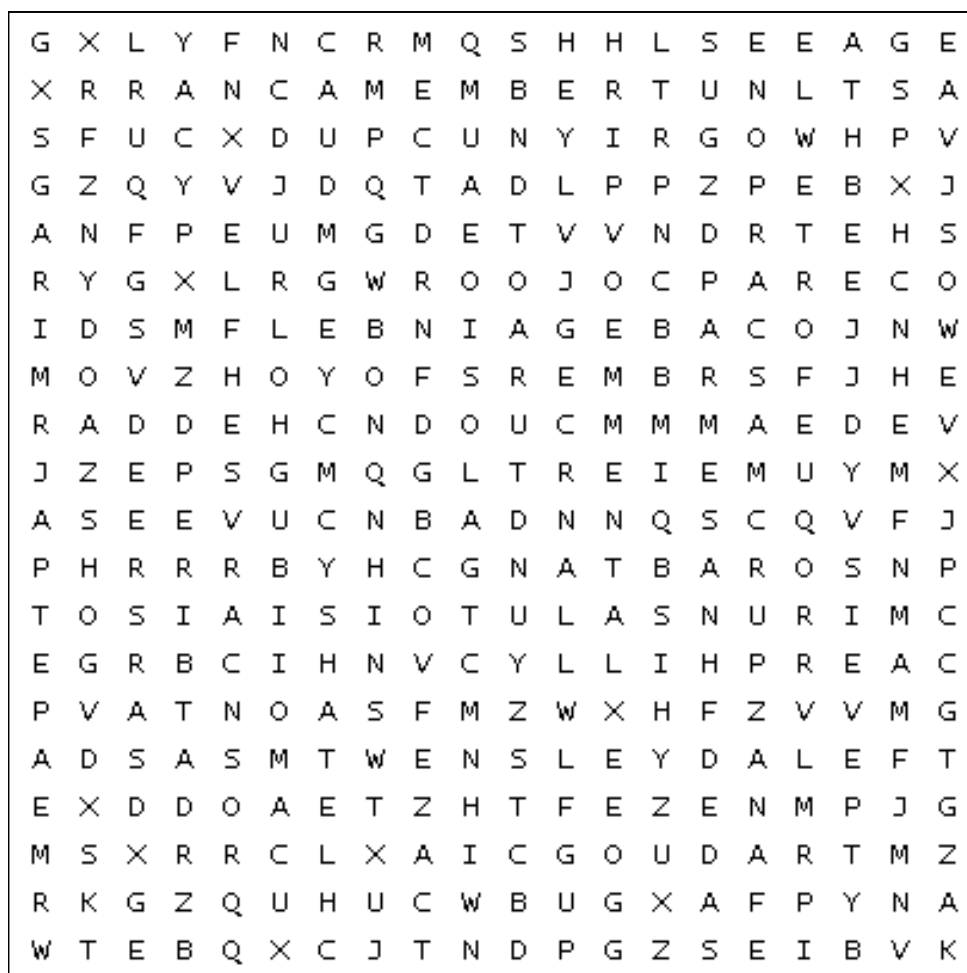 G X L Y F N C R M Q S H H L S E E A G E
X R R A N C A M E M B E R T U N L T S A
S F U C X D U P C U N Y I R G O W H P V
G Z Q Y V J D Q T A D L P P Z P E B X J
A N F P E U M G D E T V V N D R T E H S
R Y G X L R G W R O O J O C P A R E C O
I D S M F L E B N I A G E B A C O J N W
M O V Z H O Y O F S R E M B R S F J H E
R A D D E H C N D O U C M M M A E D E V
J Z E P S G M Q G L T R E I E M U Y M X
A S E E V U C N B A D N N Q S C Q V F J
P H R R R B Y H C G N A T B A R O S N P
T O S I A I S I O T U L A S N U R I M C
E G R B C I H N V C Y L L I H P R E A C
P V A T N O A S F M Z W X H F Z V V M G
A D S A S M T W E N S L E Y D A L E F T
E X D D O A E T Z H T F E Z E N M P J G
M S X R R C L X A I C G O U D A R T M Z
R K G Z Q U H U C W B U G X A F P Y N A
W T E B Q X C J T N D P G Z S E I B V K